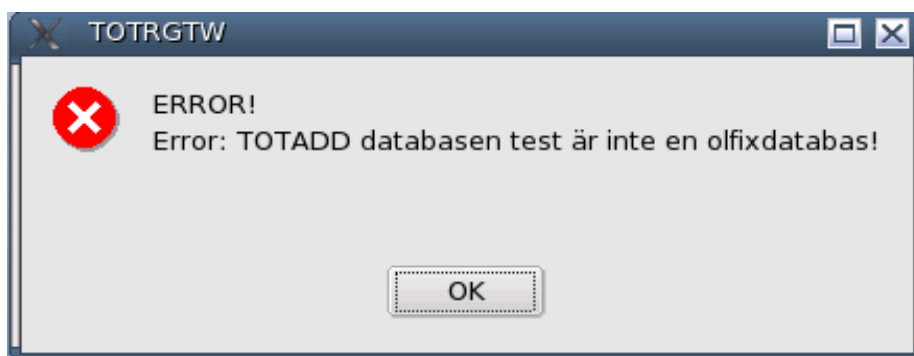 TOTRGTW
ERROR!
Error: TOTADD databasen test är inte en olfixdatabas!
OK